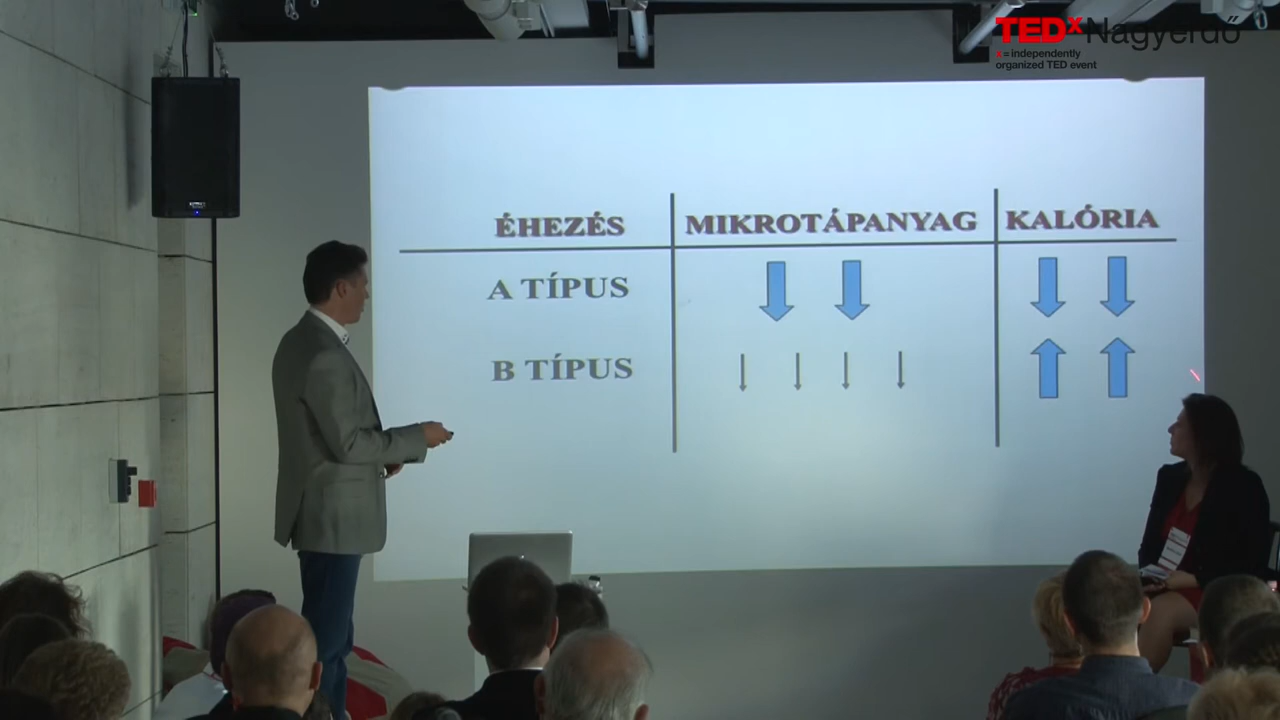 TEDx Nagyerdő
x= independently
organized TED event
ÉHEZÉS MIKROTÁPANYAG KALÓRIA
A TÍPUS
B TÍPUS